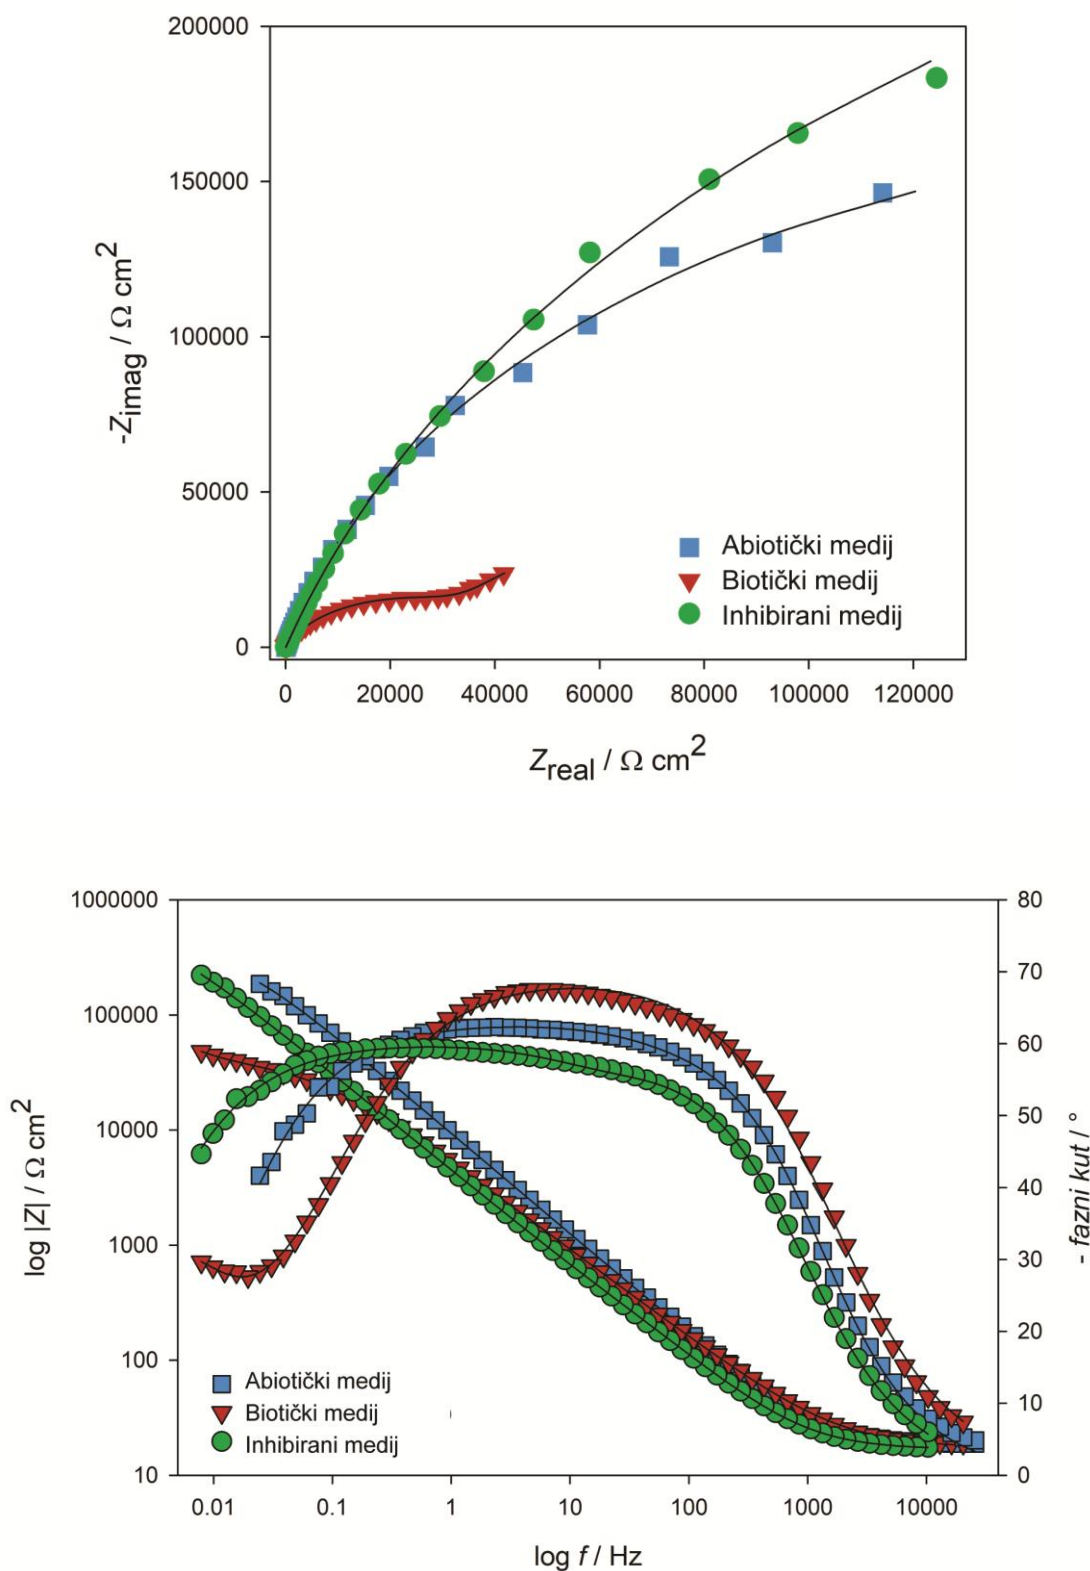 200000
150000
100000
50000
0
-Zimag / Ω cm2
Abiotički medij
Biotički medij
Inhibirani medij
0 20000 40000 60000 80000 100000 120000
Zreal / Ω cm2
1000000
100000
10000
1000
100
10
log |Z| / Ω cm2
80
70
60
50
40
30
20
10
0
- fazni kut / °
Abiotički medij
Biotički medij
Inhibirani medij
0.01 0.1 1 10 100 1000 10000
log f / Hz